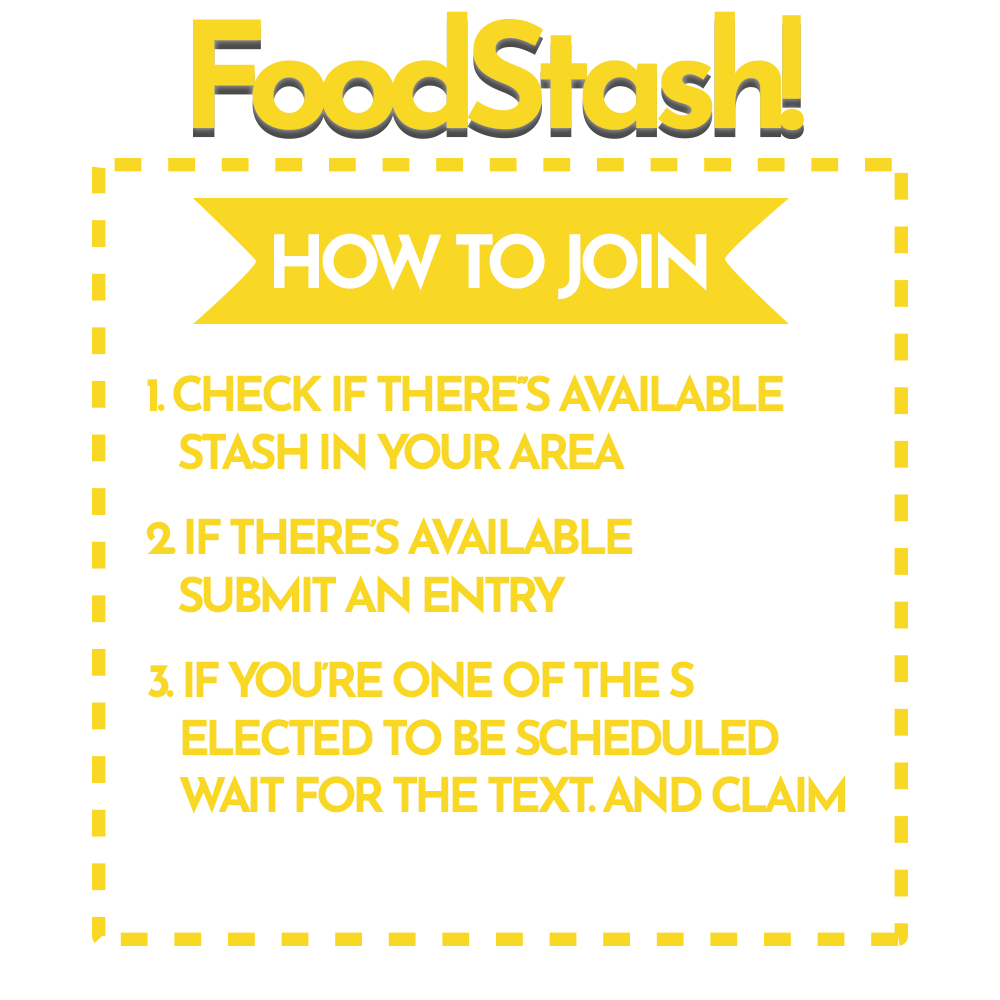 FoodStash!
HOW TO JOIN
1. CHECK IF THERE"S AVAILABLE
STASH IN YOUR AREA
2. IF THERE'S AVAILABLE
SUBMIT AN ENTRY
3. IF YOU'RE ONE OF THE S
ELECTED TO BE SCHEDULED
WAIT FOR THE TEXT. AND CLAIM